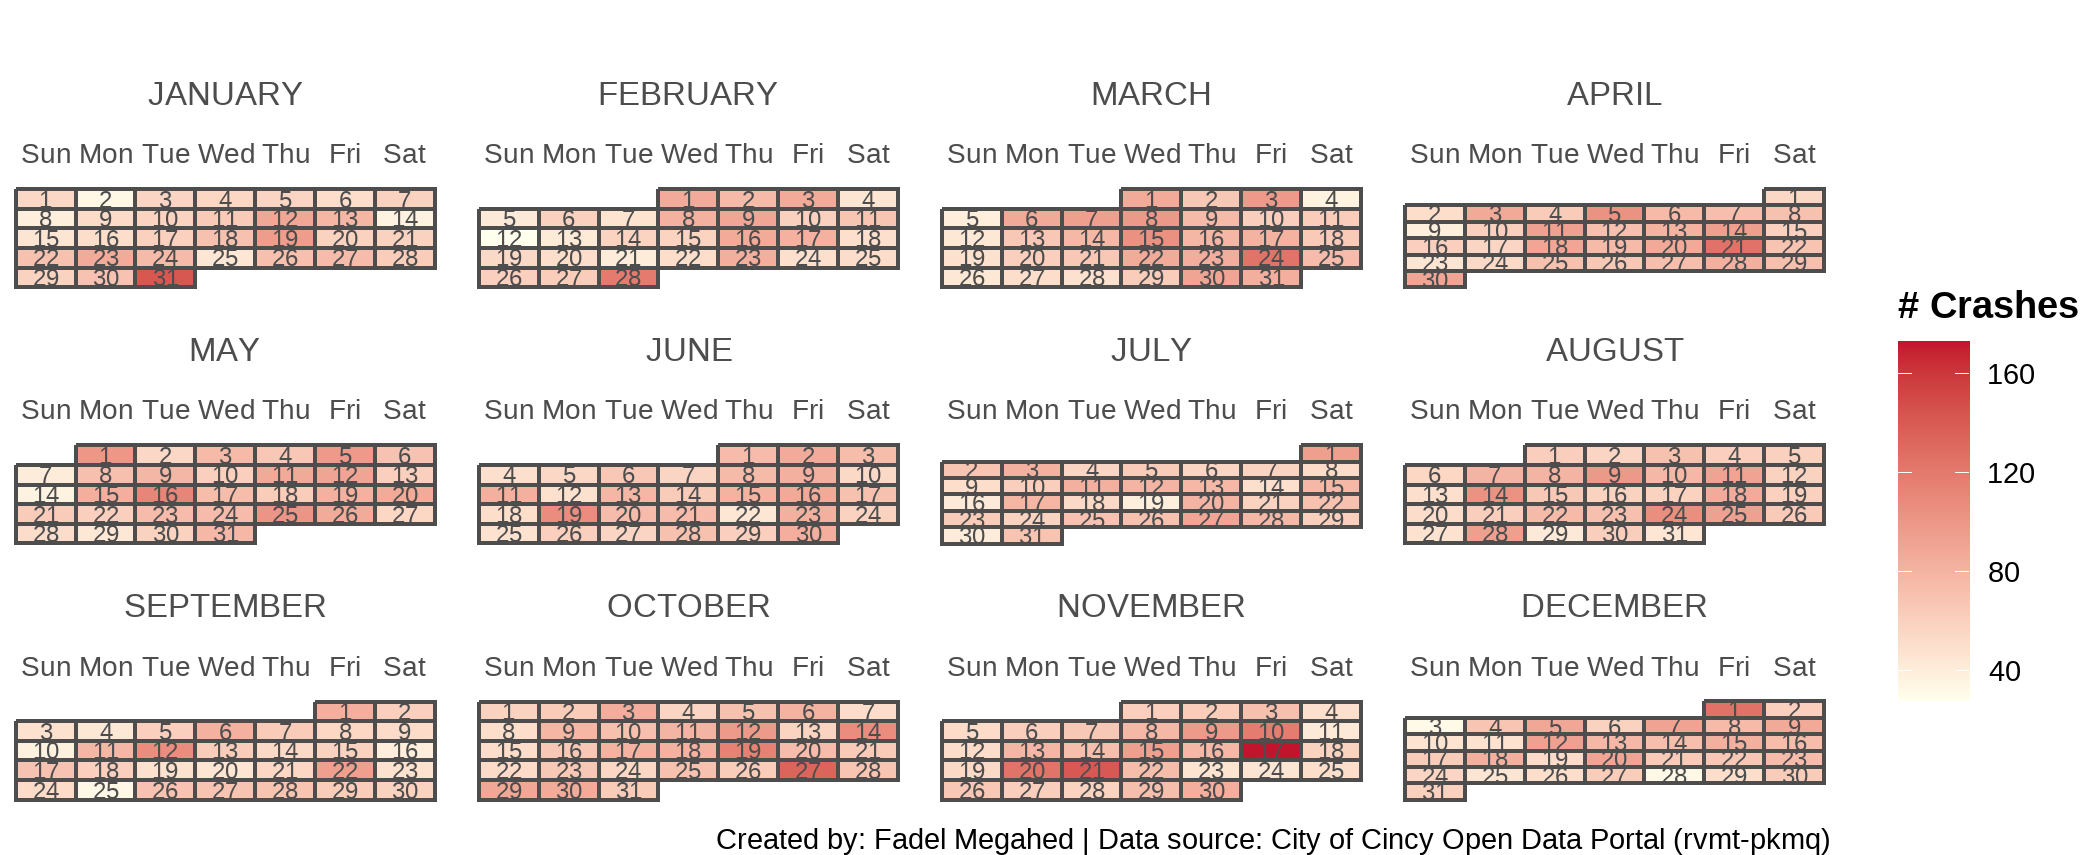 JANUARY FEBRUARY MARCH APRIL
Sun Mon Tue Wed Thu Fri Sat Sun Mon Tue Wed Thu Fri Sat Sun Mon Tue Wed Thu Fri Sat Sun Mon Tue Wed Thu Fri Sat
1 2 3 4 5 6 7 1 2 3 4 1 2 3 4 1
8 9 10 11 12 13 14 5 6 7 8 9 10 11 5 6 7 8 9 10 11 2 3 4 5 6 7 8
15 16 17 18 19 20 21 12 13 14 15 16 17 18 12 13 14 15 16 17 18 9 10 11 12 13 14 15
22 23 24 25 26 27 28 19 20 21 22 23 24 25 19 20 21 22 23 24 25 16 17 18 19 20 21 22
29 30 31 26 27 28 26 27 28 29 30 31 23 24 25 26 27 28 29
30
# Crashes
160
120
80
40
MAY JUNE JULY AUGUST
Sun Mon Tue Wed Thu Fri Sat Sun Mon Tue Wed Thu Fri Sat Sun Mon Tue Wed Thu Fri Sat Sun Mon Tue Wed Thu Fri Sat
1 2 3 4 5 6 1 2 3 1 1 2 3 4 5
7 8 9 10 11 12 13 4 5 6 7 8 9 10 2 3 4 5 6 7 8 6 7 8 9 10 11 12
14 15 16 17 18 19 20 11 12 13 14 15 16 17 9 10 11 12 13 14 15 13 14 15 16 17 18 19
21 22 23 24 25 26 27 18 19 20 21 22 23 24 16 17 18 19 20 21 22 20 21 22 23 24 25 26
28 29 30 31 25 26 27 28 29 30 23 24 25 26 27 28 29 27 28 29 30 31
30 31
SEPTEMBER OCTOBER NOVEMBER DECEMBER
Sun Mon Tue Wed Thu Fri Sat Sun Mon Tue Wed Thu Fri Sat Sun Mon Tue Wed Thu Fri Sat Sun Mon Tue Wed Thu Fri Sat
1 2 1 2 3 4 5 6 7 1 2 3 4 1 2
3 4 5 6 7 8 9 8 9 10 11 12 13 14 5 6 7 8 9 10 11 3 4 5 6 7 8 9
10 11 12 13 14 15 16 15 16 17 18 19 20 21 12 13 14 15 16 17 18 10 11 12 13 14 15 16
17 18 19 20 21 22 23 22 23 24 25 26 27 28 19 20 21 22 23 24 25 17 18 19 20 21 22 23
24 25 26 27 28 29 30 29 30 31 26 27 28 29 30 24 25 26 27 28 29 30
31
Created by: Fadel Megahed | Data source: City of Cincy Open Data Portal (rvmt-pkmq)